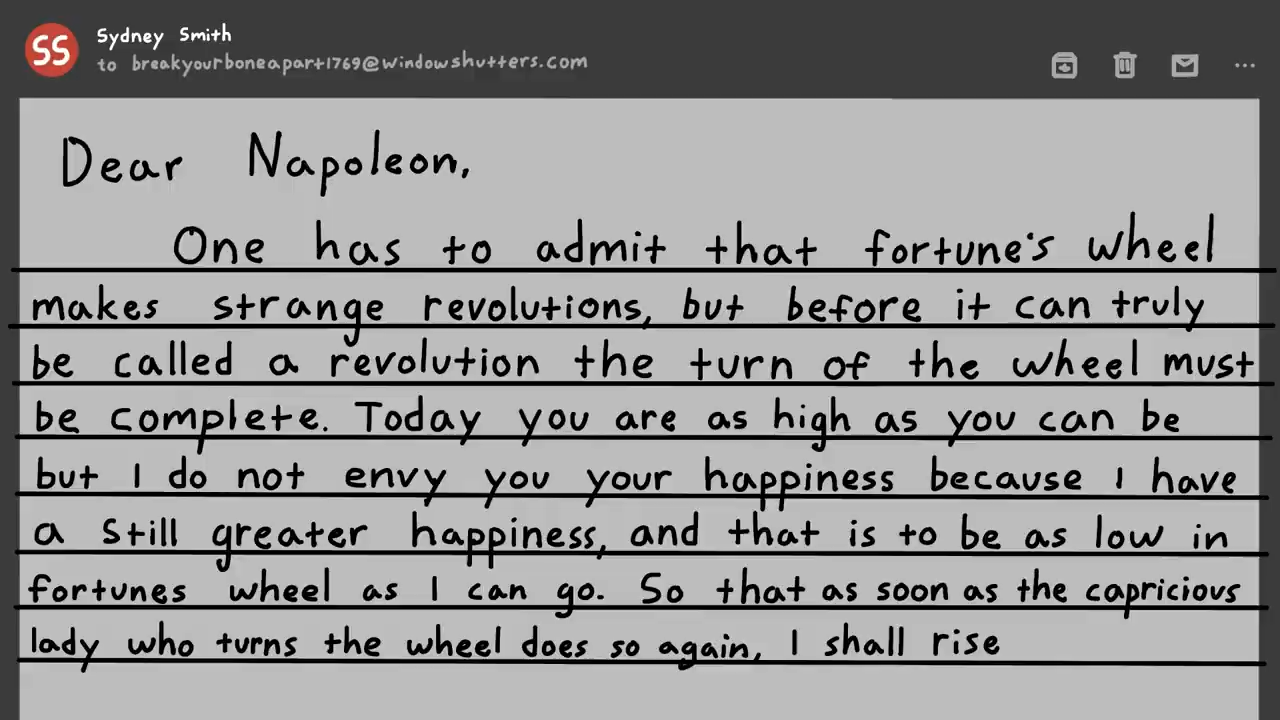 SS
Sydney Smith
to breakyourboneapart1769@windowshutters.com
Dear Napoleon,
One has to admit that fortune's wheel
makes strange revolutions, but before it can truly
be called a revolution the turn of the wheel must
be complete. Today you are as high as you can be
but I do not envy you your happiness because I have
a still greater happiness, and that is to be as low in
fortunes wheel as I can go. So that as soon as the capricious
lady who turns the wheel does so again, I shall rise